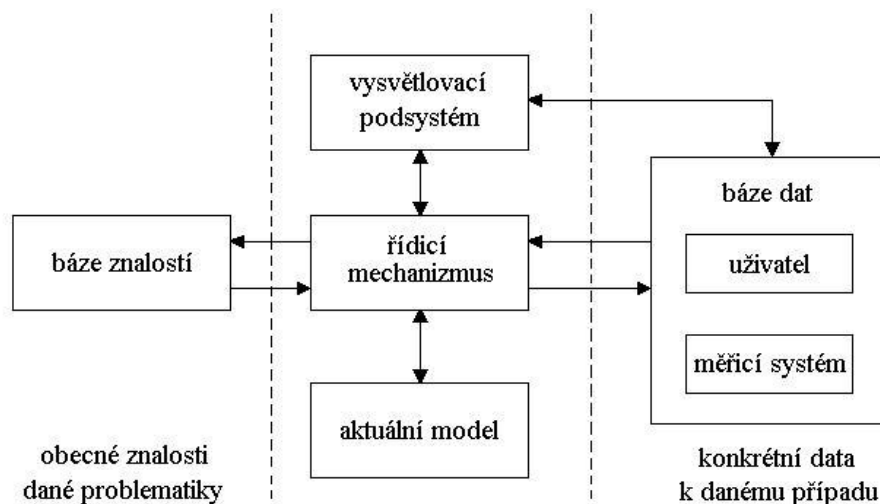 vysvětlovací
podsystém
báze dat
báze znalostí
řídicí
mechanizmus
uživatel
měřicí systém
aktuální model
obecné znalosti
dané problematiky
konkrétní data
k danému případu